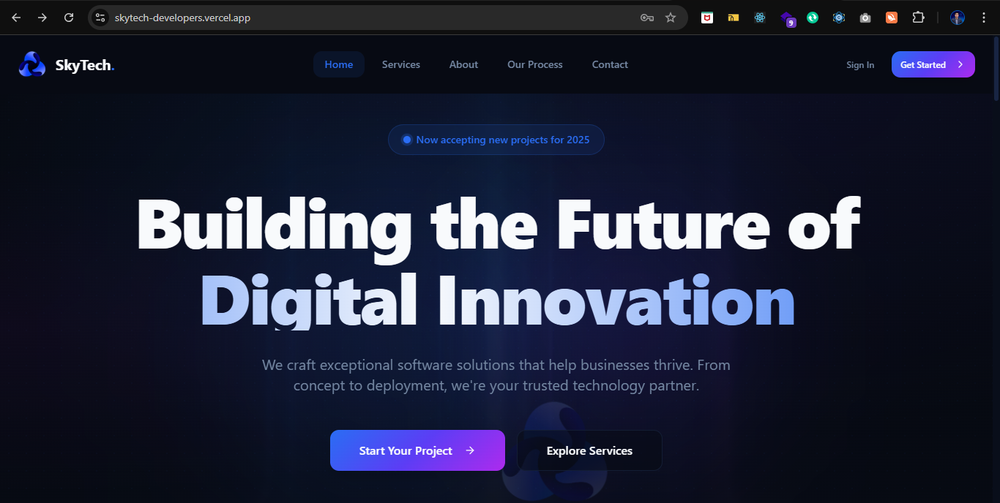 skytech-developers.vercel.app
9
SkyTech.
Home
Services
About
Our Process
Contact
Sign In
Get Started
Now accepting new projects for 2025
Building the Future of
Digital Innovation
We craft exceptional software solutions that help businesses thrive. From
concept to deployment, we're your trusted technology partner.
Start Your Project
Explore Services